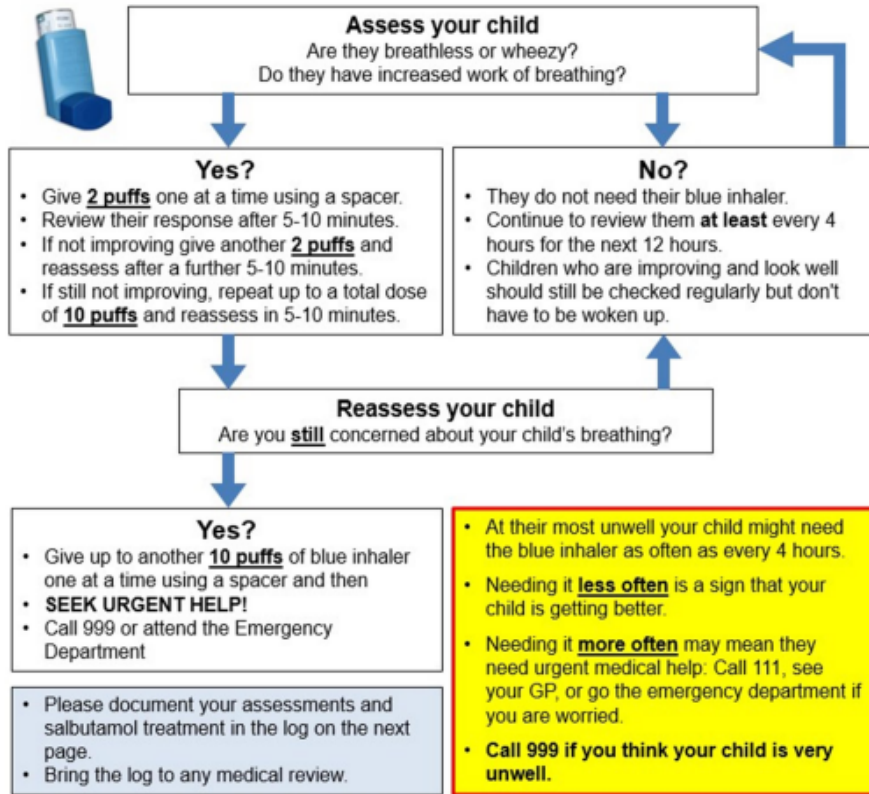 Assess your child
Are they breathless or wheezy?
Do they have increased work of breathing?
Yes?
• Give 2 puffs one at a time using a spacer.
• Review their response after 5-10 minutes.
• If not improving give another 2 puffs and
reassess after a further 5-10 minutes.
• If still not improving, repeat up to a total dose
of 10 puffs and reassess in 5-10 minutes.
No?
• They do not need their blue inhaler.
• Continue to review them at least every 4
hours for the next 12 hours.
• Children who are improving and look well
should still be checked regularly but don't
have to be woken up.
Reassess your child
Are you still concerned about your child's breathing?
Yes?
• Give up to another 10 puffs of blue inhaler
one at a time using a spacer and then
• SEEK URGENT HELP!
• Call 999 or attend the Emergency
Department
• Please document your assessments and
salbutamol treatment in the log on the next
page.
• Bring the log to any medical review.
• At their most unwell your child might need
the blue inhaler as often as every 4 hours.
• Needing it less often is a sign that your
child is getting better.
• Needing it more often may mean they
need urgent medical help: Call 111, see
your GP, or go the emergency department if
you are worried.
• Call 999 if you think your child is very
unwell.